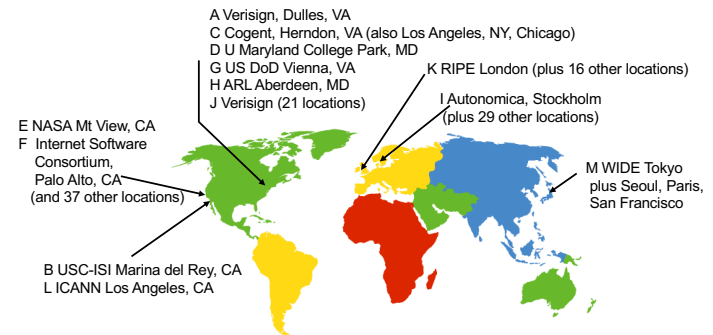 A Verisign, Dulles, VA
C Cogent, Herndon, VA (also Los Angeles, NY, Chicago)
D U Maryland College Park, MD
G US DoD Vienna, VA
H ARL Aberdeen, MD
J Verisign (21 locations)
K RIPE London (plus 16 other locations)
I Autonomica, Stockholm
(plus 29 other locations)
E NASA Mt View, CA
F Internet Software
Consortium,
Palo Alto, CA
(and 37 other locations)
M WIDE Tokyo
plus Seoul, Paris,
San Francisco
B USC-ISI Marina del Rey, CA
L ICANN Los Angeles, CA